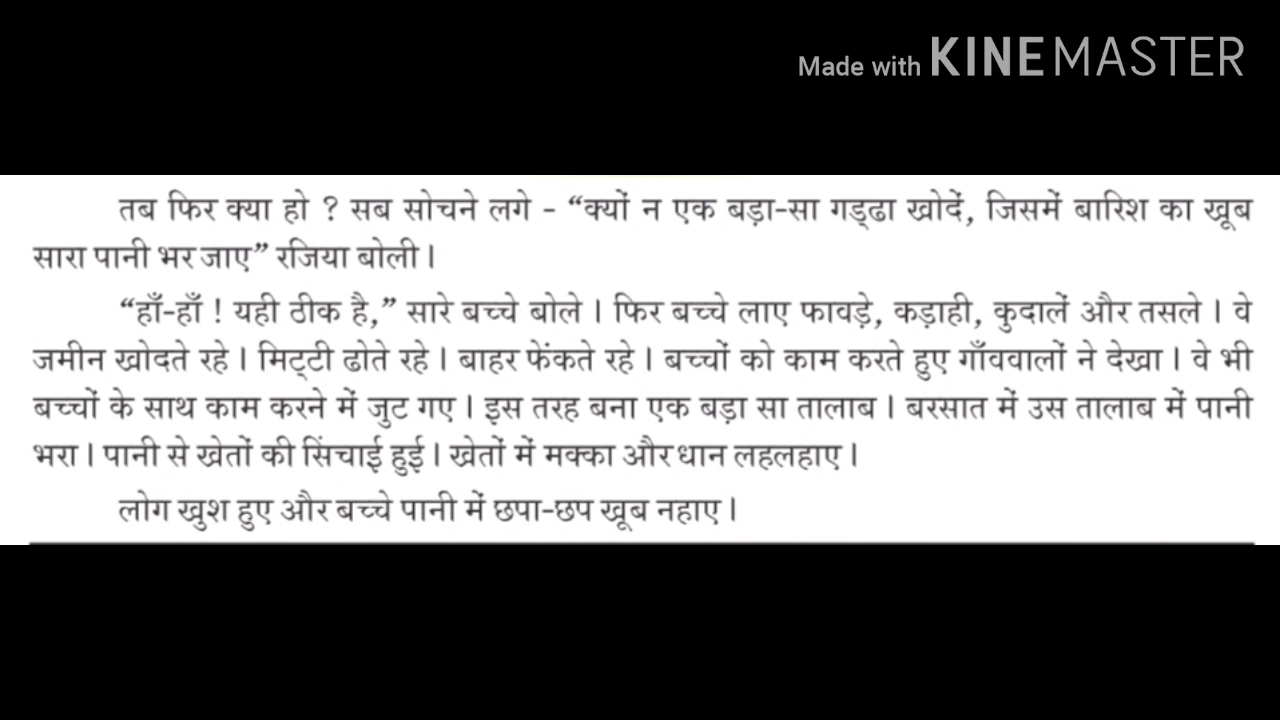 Made with KINEMASTER
तब फिर क्या हो ? सब सोचने लगे - “क्यों न एक बड़ा-सा गड्ढा खोदें, जिसमें बारिश का खूब
सारा पानी भर जाए” रजिया बोली ।
“हाँ-हाँ ! यही ठीक है,” सारे बच्चे बोले । फिर बच्चे लाए फावड़े, कड़ाही, कुदालें और तसले । वे
जमीन खोदते रहे । मिट्टी ढोते रहे । बाहर फेंकते रहे । बच्चों को काम करते हुए गाँववालों ने देखा । वे भी
बच्चों के साथ काम करने में जुट गए । इस तरह बना एक बड़ा सा तालाब । बरसात में उस तालाब में पानी
भरा । पानी से खेतों की सिंचाई हुई । खेतों में मक्का और धान लहलहाए ।
लोग खुश हुए और बच्चे पानी में छपा-छप खूब नहाए ।